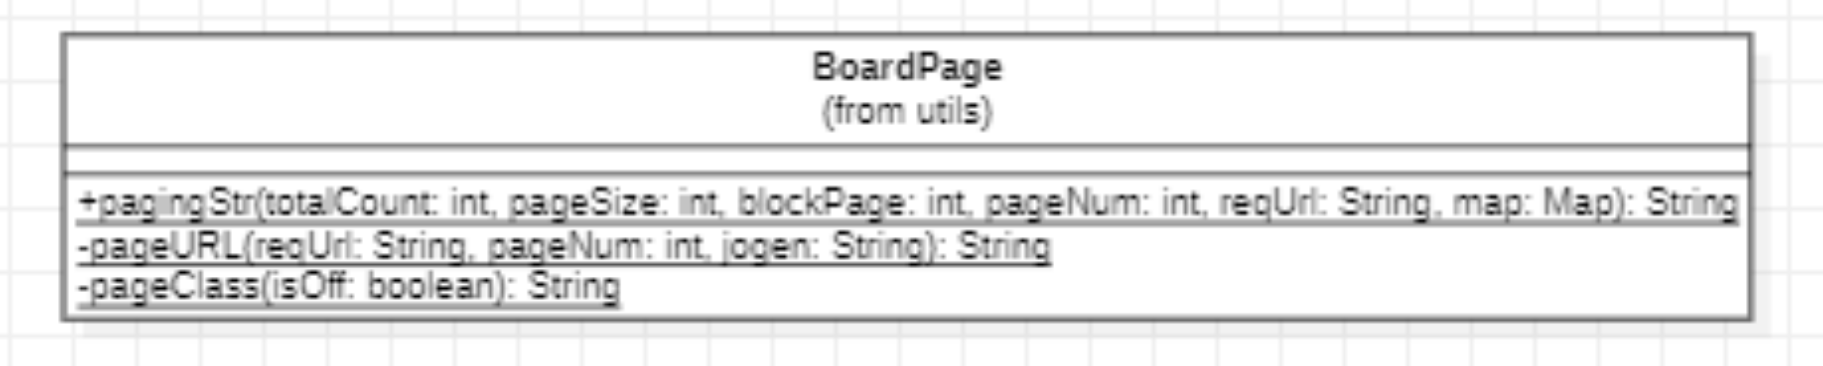 BoardPage
(from utils)
+pagingStr(totalCount: int, pageSize: int, blockPage: int, pageNum: int, reqUrl: String, map: Map): String
-pageURL(reqUrl: String, pageNum: int, jogen: String): String
-pageClass(isOff: boolean): String